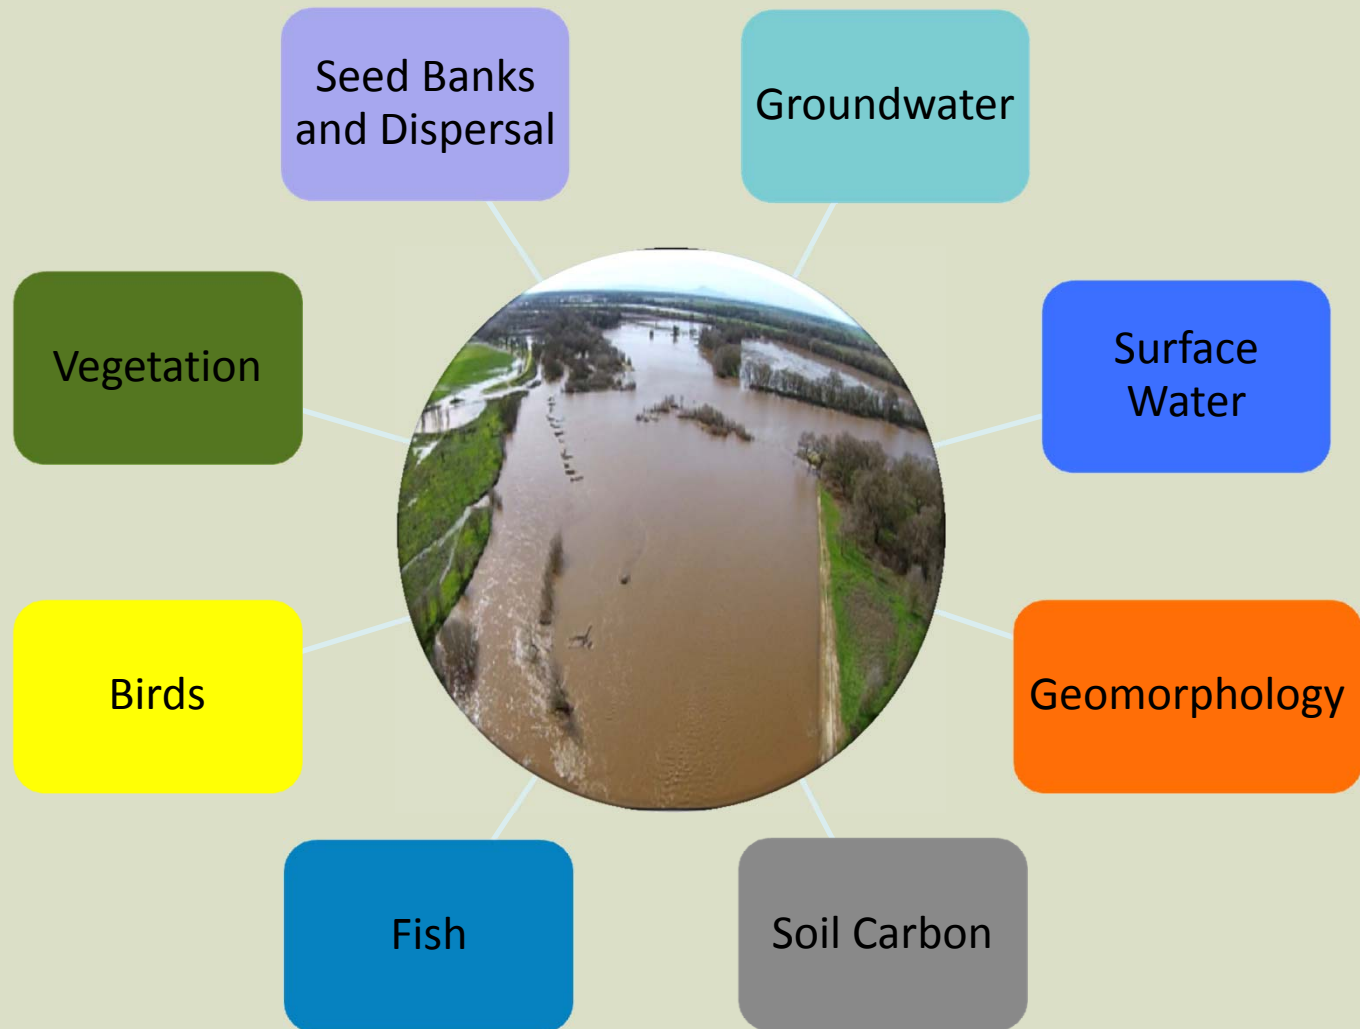 Seed Banks
and Dispersal
Groundwater
Vegetation
Surface
Water
Birds
Geomorphology
Fish
Soil Carbon